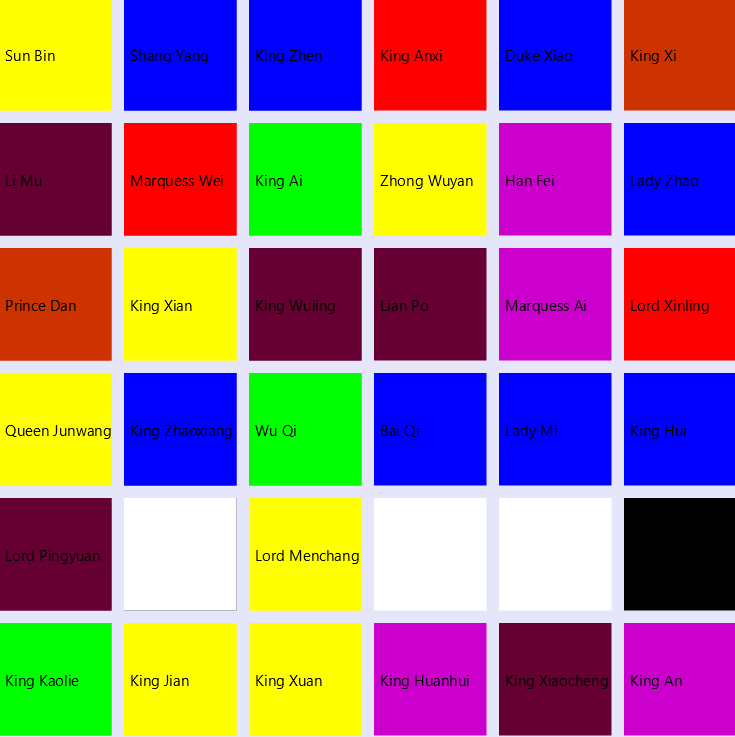 Sun Bin
Shang Yang
King Zhen
King Anxi
Duke Xiao
King Xi
Li Mu
Marquess Wei
King Ai
Zhong Wuyan
Han Fei
Lady Zhao
Prince Dan
King Xian
King Wuling
Lian Po
Marquess Ai
Lord Xinling
Queen Junwang
King Zhaoxiang
Wu Qi
Bai Qi
Lady Mi
King Hui
Lord Pingyuan
Lord Menchang
King Kaolie
King Jian
King Xuan
King Huanhui
King Xiaocheng
King An